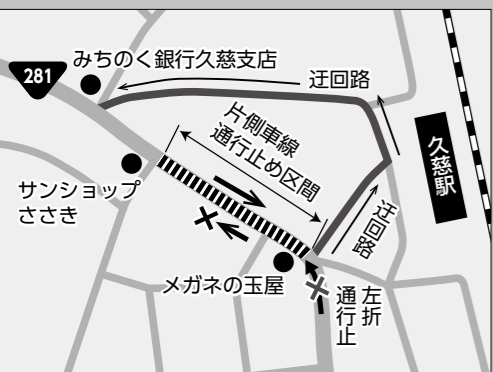 281
みちのく銀行久慈支店
迂回路
片側車線
通行止め区間
久慈駅
サンショップ
ささき
迂回路
メガネの玉屋
左折
通行止